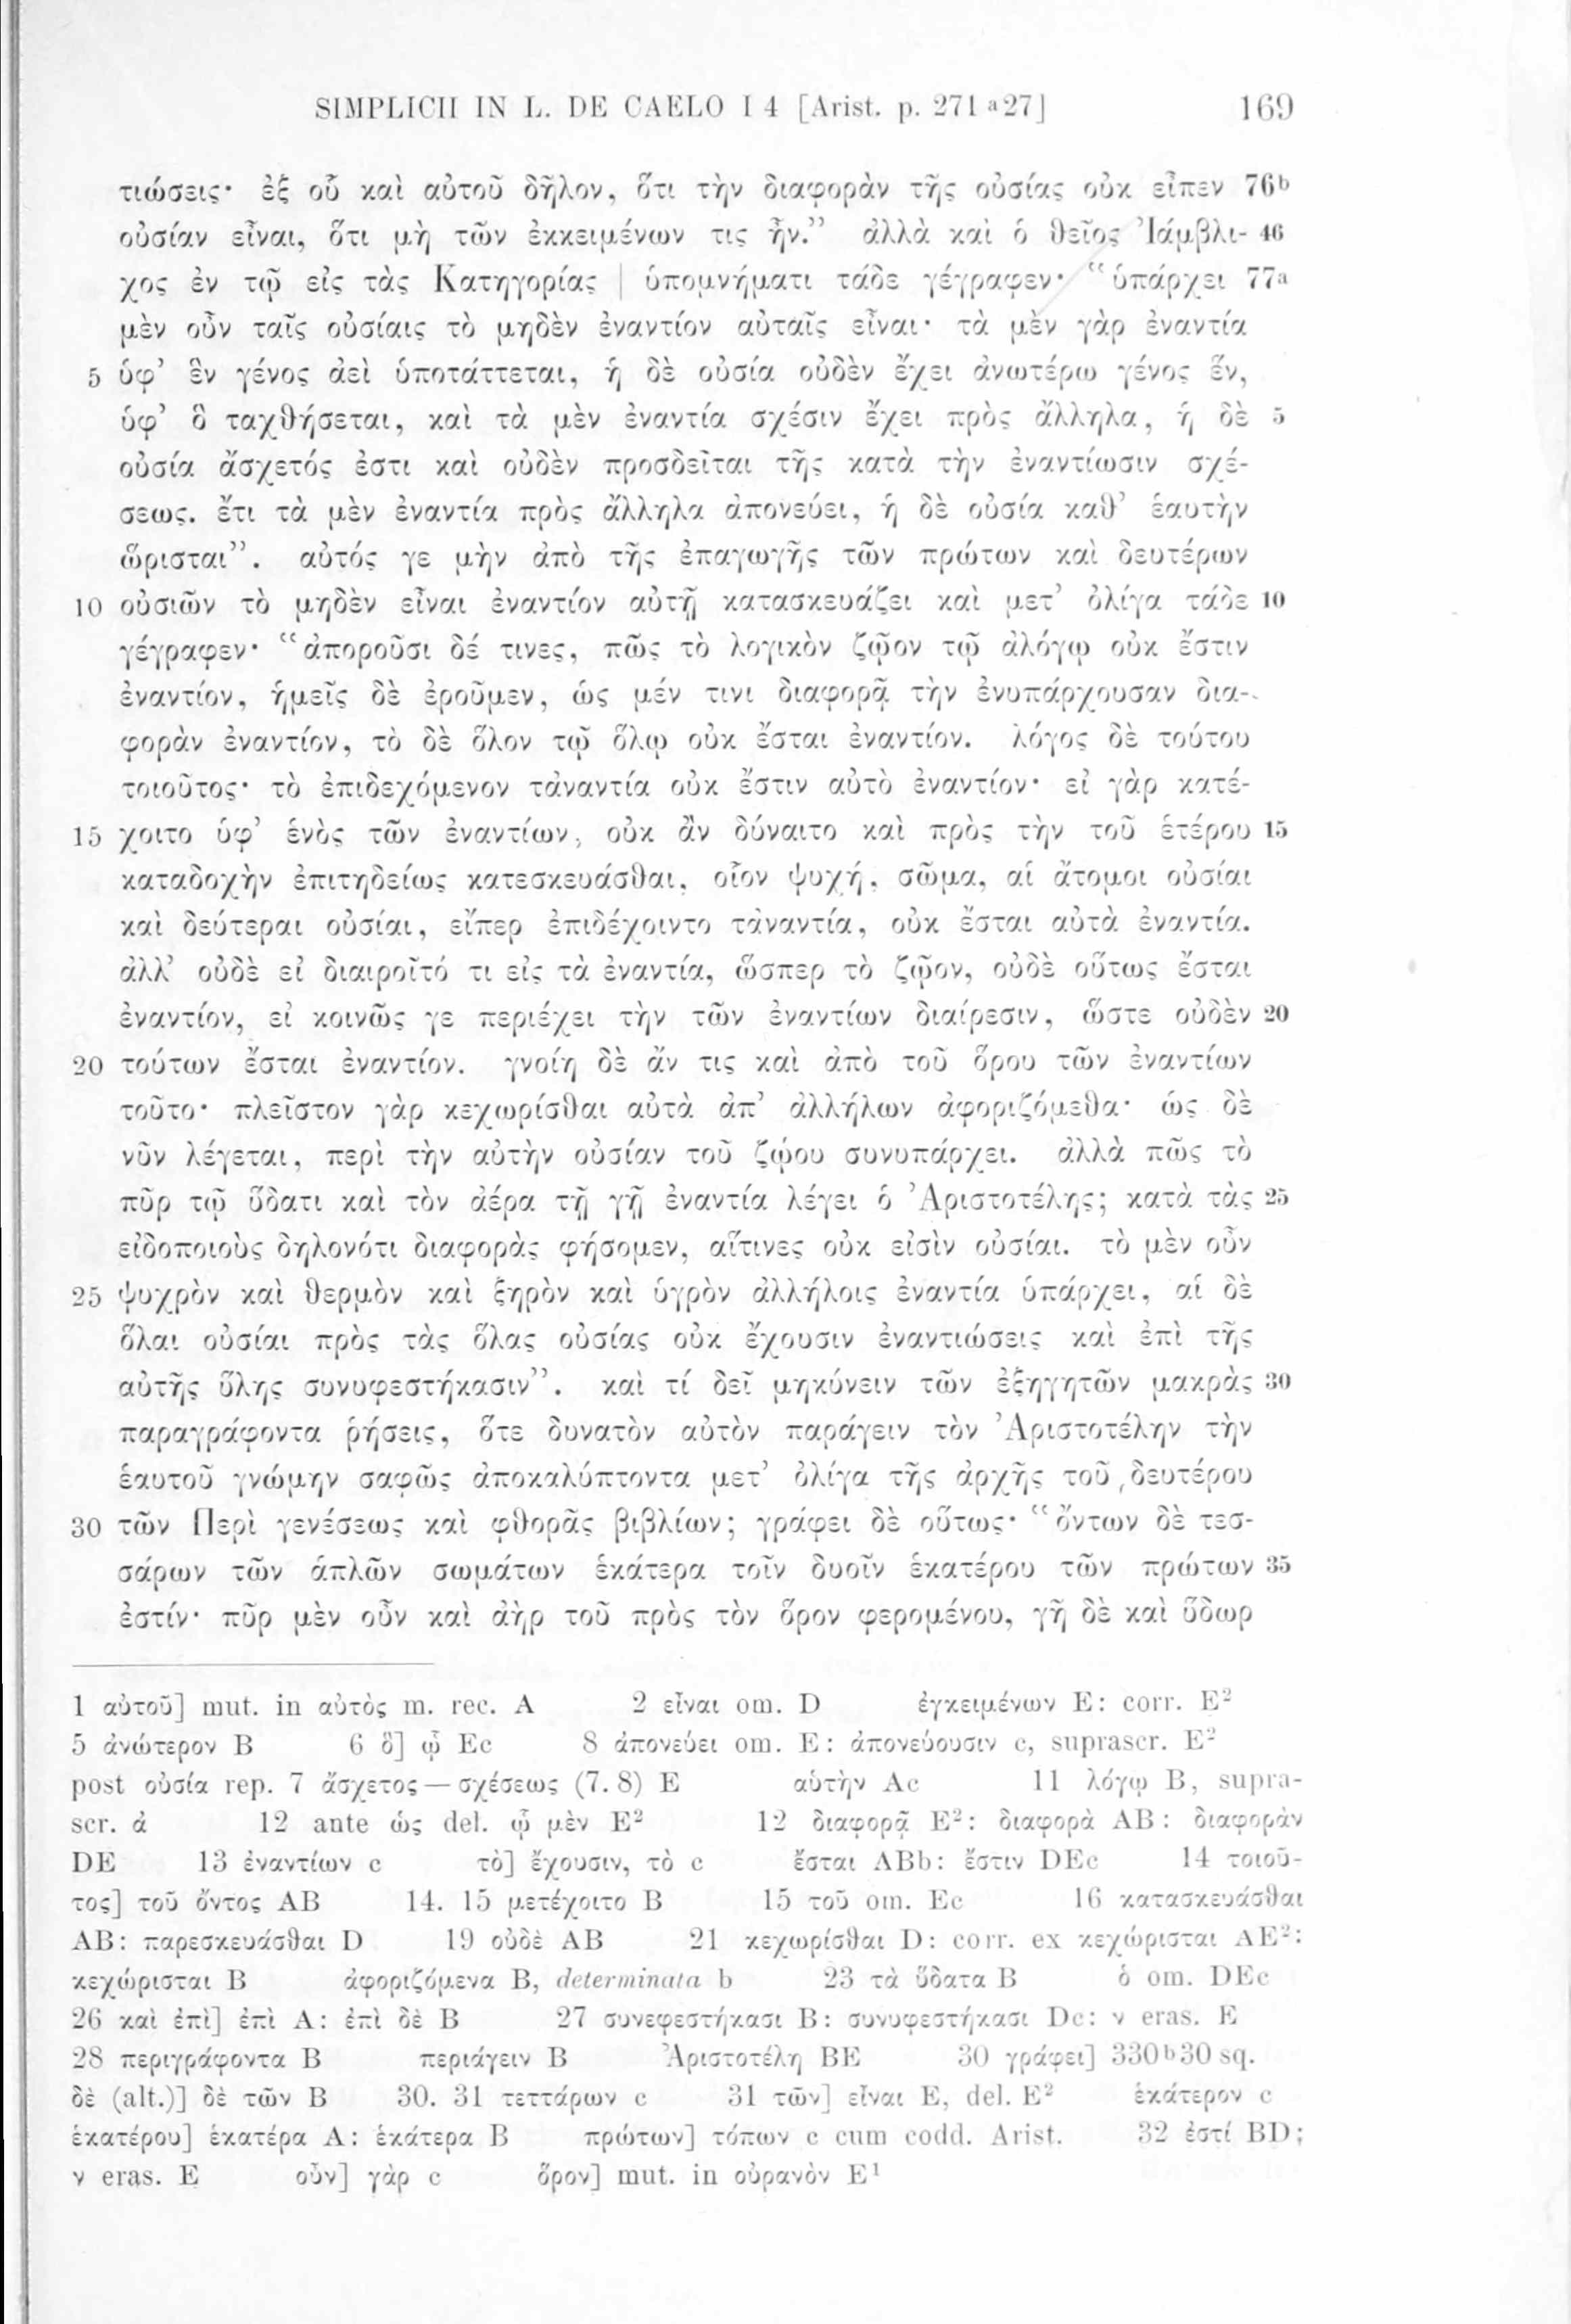 SIMPLICII IN L. DE CAELO I 4 [Arist. p. 271 a 27] 169
τιώσεις· ἐξ οὗ καὶ αὐτοῦ δῆλον, ὅτι τὴν διαφορὰν τῆς οὐσίας οὐκ εἶπεν 76b
οὐσίαν εἶναι, ὅτι μὴ τῶν ἐκκειμένων τις ἦν.” ἀλλὰ καὶ ὁ θεῖος Ἰάμβλι- 46
χος ἐν τῷ εἰς τὰς Κατηγορίας | ὑπομνήματι τάδε γέγραφεν· “ὑπάρχει 77a
μὲν οὖν ταῖς οὐσίαις τὸ μηδὲν ἐναντίον αὐταῖς εἶναι· τὰ μὲν γὰρ ἐναντία
5 ὑφ’ ἓν γένος ἀεὶ ὑποτάττεται, ἡ δὲ οὐσία οὐδὲν ἔχει ἀνωτέρω γένος ἕν,
ὑφ’ ὃ ταχθήσεται, καὶ τὰ μὲν ἐναντία σχέσιν ἔχει πρὸς ἄλληλα, ἡ δὲ 5
οὐσία ἄσχετός ἐστι καὶ οὐδὲν προσδεῖται τῆς κατὰ τὴν ἐναντίωσιν σχέ-
σεως. ἔτι τὰ μὲν ἐναντία πρὸς ἄλληλα ἀπονεύει, ἡ δὲ οὐσία καθ’ ἑαυτὴν
ὥρισται”. αὐτός γε μὴν ἀπὸ τῆς ἐπαγωγῆς τῶν πρώτων καὶ δευτέρων
10 οὐσιῶν τὸ μηδὲν εἶναι ἐναντίον αὐτῇ κατασκευάζει καὶ μετ’ ὀλίγα τάδε 10
γέγραφεν· “ἀποροῦσι δέ τινες, πῶς τὸ λογικὸν ζῷον τῷ ἀλόγῳ οὐκ ἔστιν
ἐναντίον, ἡμεῖς δὲ ἐροῦμεν, ὡς μέν τινι διαφορᾷ τὴν ἐνυπάρχουσαν δια-
φορὰν ἐναντίον, τὸ δὲ ὅλον τῷ ὅλῳ οὐκ ἔσται ἐναντίον. λόγος δὲ τούτου
τοιοῦτος· τὸ ἐπιδεχόμενον τἀναντία οὐκ ἔστιν αὐτὸ ἐναντίον· εἰ γὰρ κατέ-
15 χοιτο ὑφ’ ἑνὸς τῶν ἐναντίων, οὐκ ἂν δύναιτο καὶ πρὸς τὴν τοῦ ἑτέρου 15
καταδοχὴν ἐπιτηδείως κατεσκευάσθαι, οἷον ψυχή, σῶμα, αἱ ἄτομοι οὐσίαι
καὶ δεύτεραι οὐσίαι, εἴπερ ἐπιδέχοιντο τἀναντία, οὐκ ἔσται αὐτὰ ἐναντία.
ἀλλ’ οὐδὲ εἰ διαιροῖτό τι εἰς τὰ ἐναντία, ὥσπερ τὸ ζῷον, οὐδὲ οὕτως ἔσται
ἐναντίον, εἰ κοινῶς γε περιέχει τὴν τῶν ἐναντίων διαίρεσιν, ὥστε οὐδὲν 20
20 τούτων ἔσται ἐναντίον. γνοίη δὲ ἄν τις καὶ ἀπὸ τοῦ ὅρου τῶν ἐναντίων
τοῦτο· πλεῖστον γὰρ κεχωρίσθαι αὐτὰ ἀπ’ ἀλλήλων ἀφοριζόμεθα· ὡς δὲ
νῦν λέγεται, περὶ τὴν αὐτὴν οὐσίαν τοῦ ζῴου συνυπάρχει. ἀλλὰ πῶς τὸ
πῦρ τῷ ὕδατι καὶ τὸν ἀέρα τῇ γῇ ἐναντία λέγει ὁ Ἀριστοτέλης; κατὰ τὰς 25
εἰδοποιοὺς δηλονότι διαφορὰς φήσομεν, αἵτινες οὐκ εἰσὶν οὐσίαι. τὸ μὲν οὖν
25 ψυχρὸν καὶ θερμὸν καὶ ξηρὸν καὶ ὑγρὸν ἀλλήλοις ἐναντία ὑπάρχει, αἱ δὲ
ὅλαι οὐσίαι πρὸς τὰς ὅλας οὐσίας οὐκ ἔχουσιν ἐναντιώσεις καὶ ἐπὶ τῆς
αὐτῆς ὕλης συνυφεστήκασιν”. καὶ τί δεῖ μηκύνειν τῶν ἐξηγητῶν μακρὰς 30
παραγράφοντα ῥήσεις, ὅτε δυνατὸν αὐτὸν παράγειν τὸν Ἀριστοτέλην τὴν
ἑαυτοῦ γνώμην σαφῶς ἀποκαλύπτοντα μετ’ ὀλίγα τῆς ἀρχῆς τοῦ δευτέρου
30 τῶν Περὶ γενέσεως καὶ φθορᾶς βιβλίων; γράφει δὲ οὕτως· “ὄντων δὲ τεσ-
σάρων τῶν ἁπλῶν σωμάτων ἑκάτερα τοῖν δυοῖν ἑκατέρου τῶν πρώτων 35
ἐστίν· πῦρ μὲν οὖν καὶ ἀὴρ τοῦ πρὸς τὸν ὅρον φερομένου, γῆ δὲ καὶ ὕδωρ
1 αὐτοῦ] mut. in αὐτὸς m. rec. A 2 εἶναι om. D ἐγκειμένων E: corr. E²
5 ἀνώτερον B 6 ὃ] ᾧ Ec 8 ἀπονεύει om. E: ἀπονεύουσιν c, suprascr. E²
post οὐσία rep. 7 ἄσχετος — σχέσεως (7. 8) E αὑτὴν Ac 11 λόγῳ B, supra-
scr. ἀ 12 ante ὡς del. ᾧ μὲν E² 12 διαφορᾷ E²: διαφορὰ AB: διαφορὰν
DE 13 ἐναντίων c τὸ] ἔχουσιν, τὸ c ἔσται ABb: ἔστιν DEc 14 τοιοῦ-
τος] τοῦ ὄντος AB 14. 15 μετέχοιτο B 15 τοῦ om. Ec 16 κατασκευάσθαι
AB: παρεσκευάσθαι D 19 οὐδὲ AB 21 κεχωρίσθαι D: corr. ex κεχώρισται AE²:
κεχώρισται B ἀφοριζόμενα B, determinata b 23 τὰ ὕδατα B ὁ om. DEc
26 καὶ ἐπὶ] ἐπὶ A: ἐπὶ δὲ B 27 συνεφεστήκασι B: συνυφεστήκασι Dc: ν eras. E
28 περιγράφοντα B περιάγειν B Ἀριστοτέλη BE 30 γράφει] 330 b 30 sq.
δὲ (alt.)] δὲ τῶν B 30. 31 τεττάρων c 31 τῶν] εἶναι E, del. E² ἑκάτερον c
ἑκατέρου] ἑκατέρα A: ἑκάτερα B πρώτων] τόπων c cum codd. Arist. 32 ἐστί BD;
ν eras. E οὖν] γὰρ c ὅρον] mut. in οὐρανὸν E¹